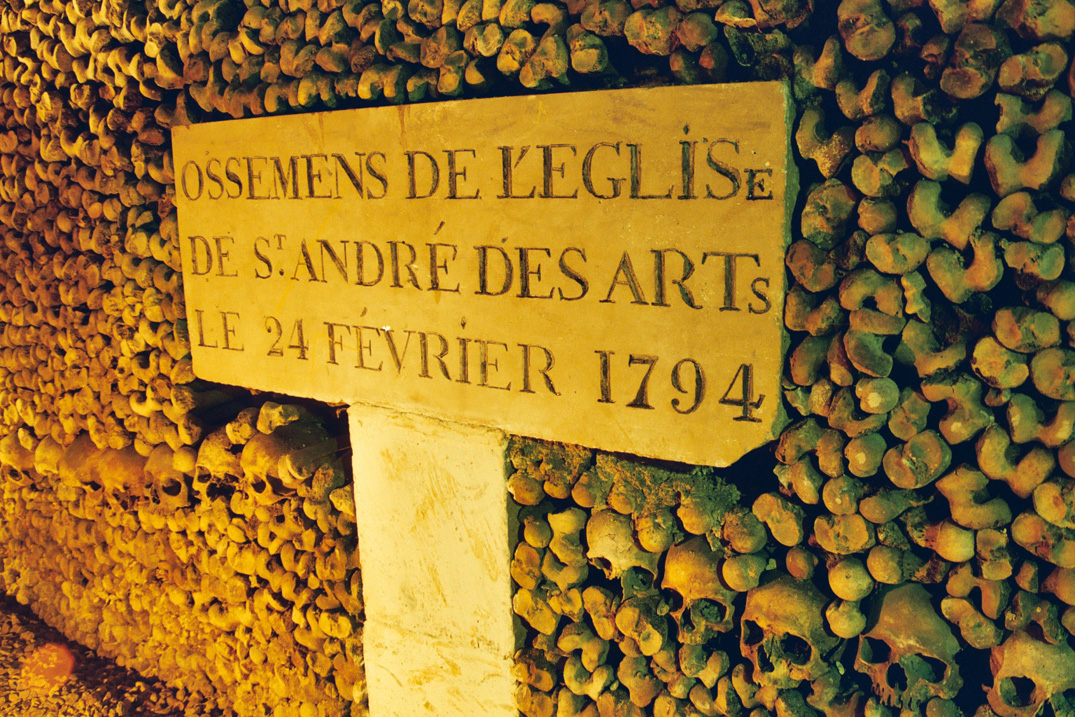 OSSEMENS DE L'EGLISE
DE ST. ANDRÉ DES ARTS
LE 24 FÉVRIER 1794